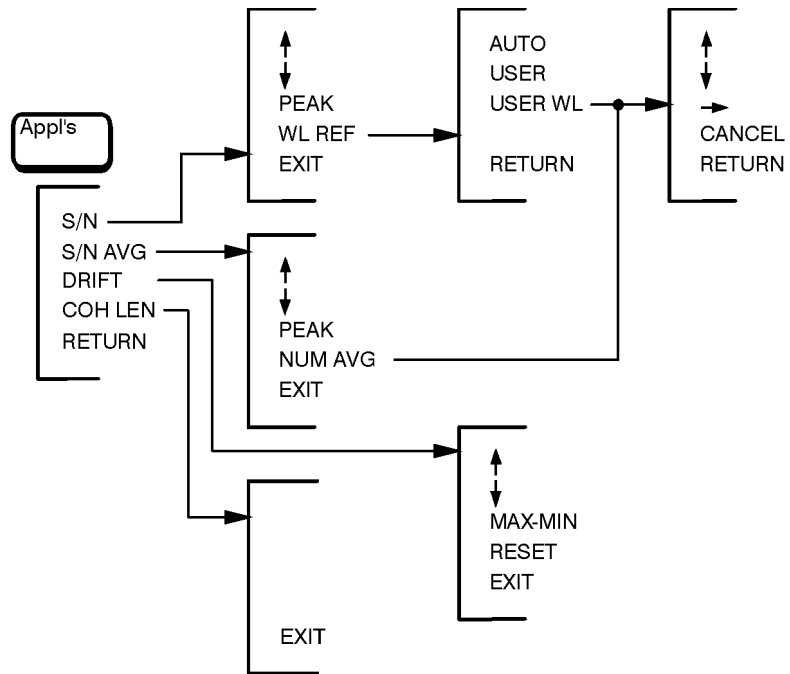 Appl's
S/N
S/N AVG
DRIFT
COH LEN
RETURN
PEAK
WL REF
EXIT
AUTO
USER
USER WL
RETURN
CANCEL
RETURN
PEAK
NUM AVG
EXIT
MAX-MIN
RESET
EXIT
EXIT